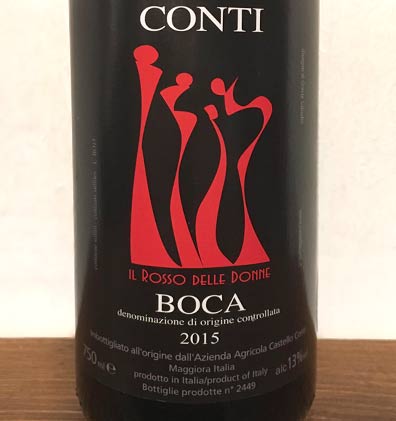 CONTI
IL ROSSO DELLE DONNE
BOCA
denominazione di origine controllata
2015
imbottigliato all'origine dall'Azienda Agricola Castello Conti
Maggiora Italia
750 ml e
prodotto in Italia/product of Italy
alc 13%
Bottiglie prodotte n° 2449